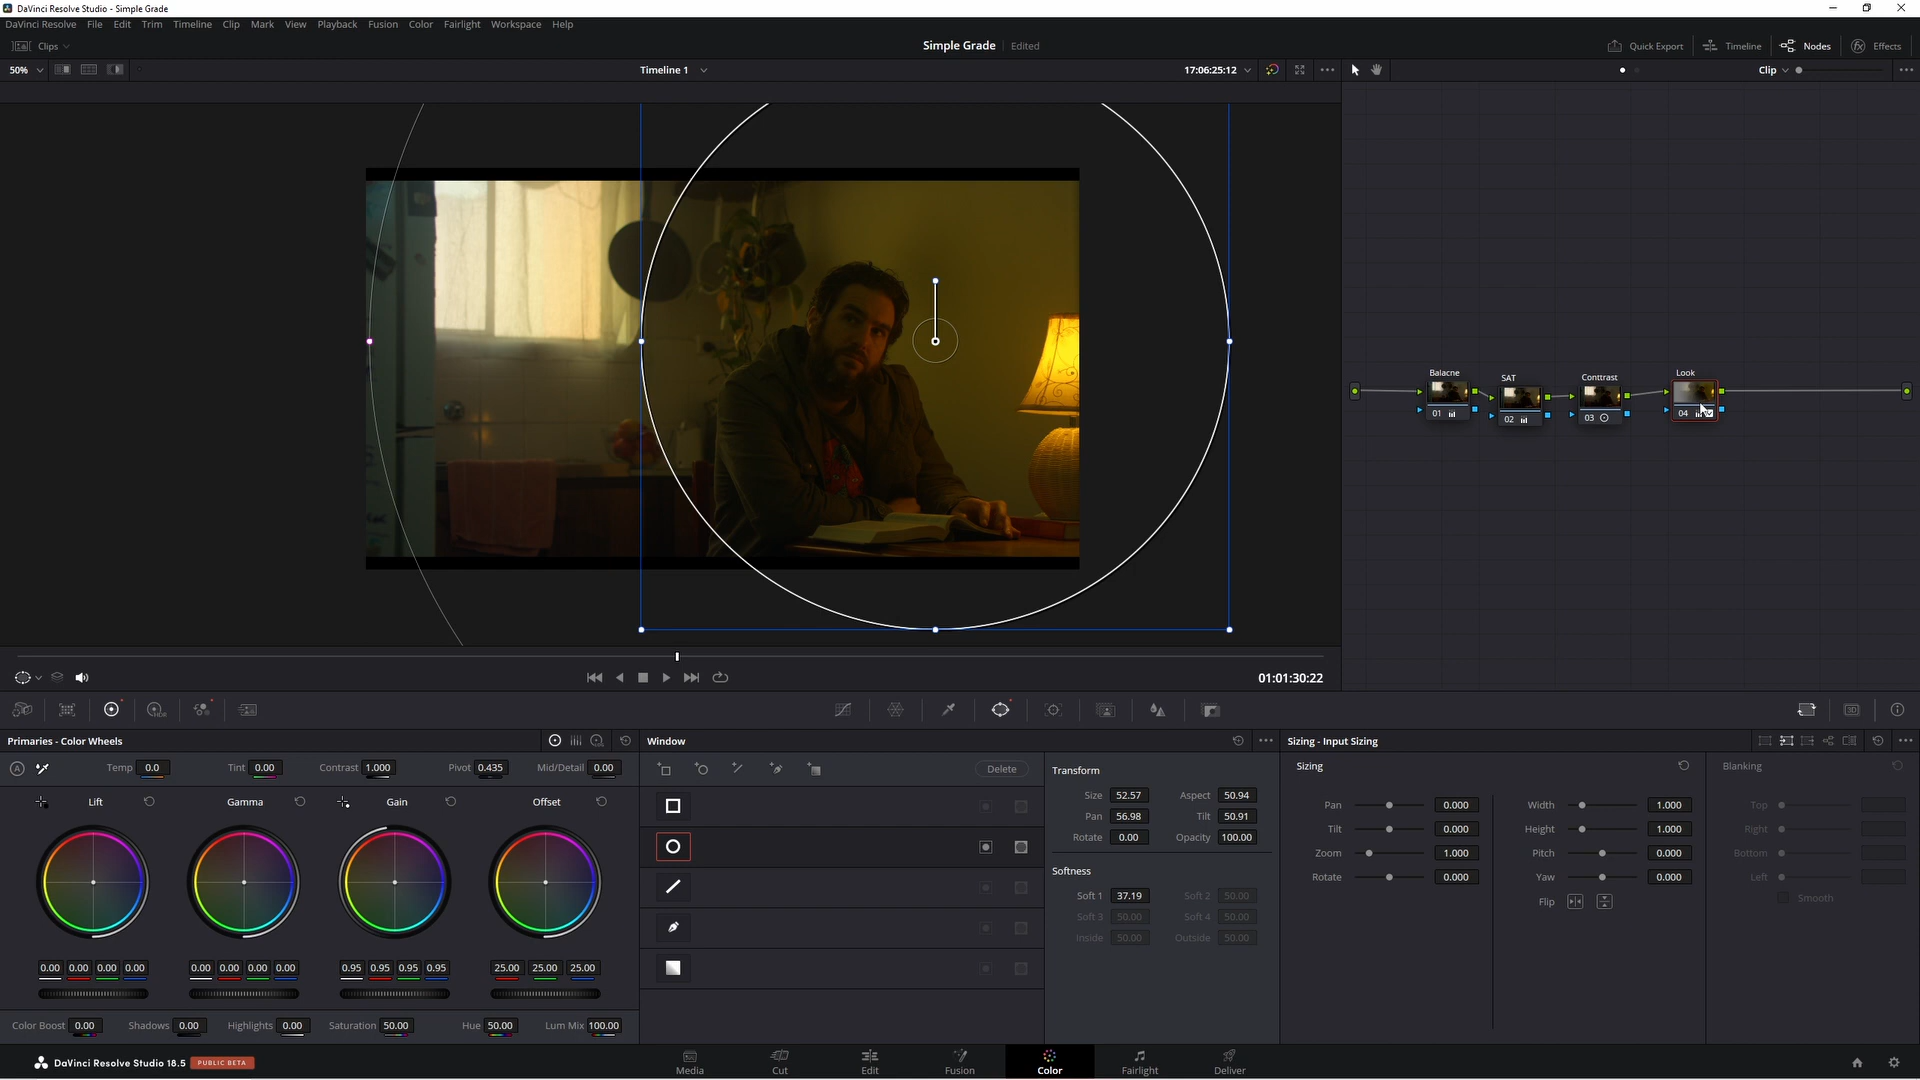 DaVinci Resolve Studio - Simple Grade
DaVinci Resolve File Edit Trim Timeline Clip Mark View Playback Fusion Color Fairlight Workspace Help
Clips Simple Grade Edited Quick Export Timeline Nodes Effects
50% Timeline 1 17:06:25:12 Clip
Balacne SAT Conttrast Look
01 02 03 04
01:01:30:22
HDR 3D
Primaries - Color Wheels Window Sizing - Input Sizing
A Temp 0.0 Tint 0.00 Contrast 1.000 Pivot 0.435 Mid/Detail 0.00
Delete Transform Sizing Blanking
Lift Gamma Gain Offset
Size 52.57 Aspect 50.94
Pan 56.98 Tilt 50.91
Rotate 0.00 Opacity 100.00
Softness
Soft 1 37.19 Soft 2 50.00
Soft 3 50.00 Soft 4 50.00
Inside 50.00 Outside 50.00
Pan 0.000 Width 1.000 Top
Tilt 0.000 Height 1.000 Right
Zoom 1.000 Pitch 0.000 Bottom
Rotate 0.000 Yaw 0.000 Left
Flip Smooth
0.00 0.00 0.00 0.00 0.00 0.00 0.00 0.00 0.95 0.95 0.95 0.95 25.00 25.00 25.00
Color Boost 0.00 Shadows 0.00 Highlights 0.00 Saturation 50.00 Hue 50.00 Lum Mix 100.00
DaVinci Resolve Studio 18.5 PUBLIC BETA
Media Cut Edit Fusion Color Fairlight Deliver